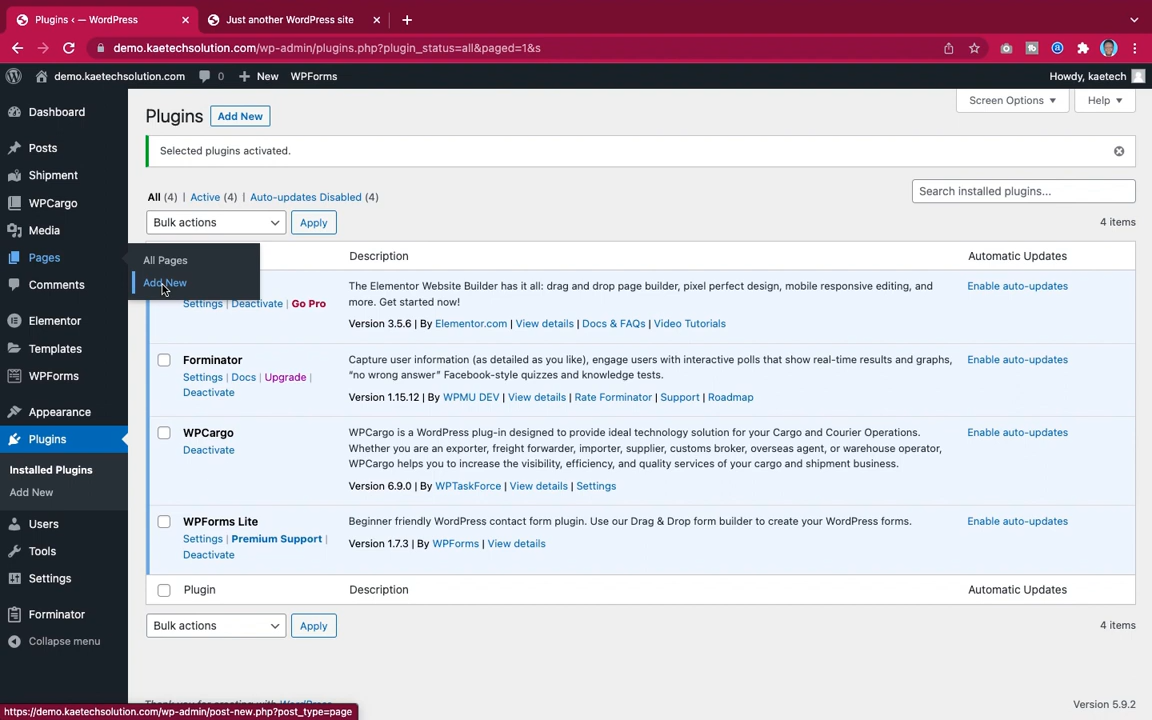 Plugins ‹ — WordPress
Just another WordPress site
demo.kaetechsolution.com/wp-admin/plugins.php?plugin_status=all&paged=1&s
demo.kaetechsolution.com
0
New
WPForms
Howdy, kaetech
Dashboard
Posts
Shipment
WPCargo
Media
Pages
Comments
Elementor
Templates
WPForms
Appearance
Plugins
Installed Plugins
Add New
Users
Tools
Settings
Forminator
Collapse menu
All Pages
Add New
Plugins Add New
Screen Options
Help
Selected plugins activated.
All (4) | Active (4) | Auto-updates Disabled (4)
Search installed plugins...
Bulk actions
Apply
4 items
Description
Automatic Updates
Settings | Deactivate | Go Pro
The Elementor Website Builder has it all: drag and drop page builder, pixel perfect design, mobile responsive editing, and
more. Get started now!
Version 3.5.6 | By Elementor.com | View details | Docs & FAQs | Video Tutorials
Enable auto-updates
Forminator
Settings | Docs | Upgrade |
Deactivate
Capture user information (as detailed as you like), engage users with interactive polls that show real-time results and graphs,
“no wrong answer” Facebook-style quizzes and knowledge tests.
Version 1.15.12 | By WPMU DEV | View details | Rate Forminator | Support | Roadmap
Enable auto-updates
WPCargo
Deactivate
WPCargo is a WordPress plug-in designed to provide ideal technology solution for your Cargo and Courier Operations.
Whether you are an exporter, freight forwarder, importer, supplier, customs broker, overseas agent, or warehouse operator,
WPCargo helps you to increase the visibility, efficiency, and quality services of your cargo and shipment business.
Version 6.9.0 | By WPTaskForce | View details | Settings
Enable auto-updates
WPForms Lite
Settings | Premium Support |
Deactivate
Beginner friendly WordPress contact form plugin. Use our Drag & Drop form builder to create your WordPress forms.
Version 1.7.3 | By WPForms | View details
Enable auto-updates
Plugin
Description
Automatic Updates
Bulk actions
Apply
4 items
Version 5.9.2
https://demo.kaetechsolution.com/wp-admin/post-new.php?post_type=page